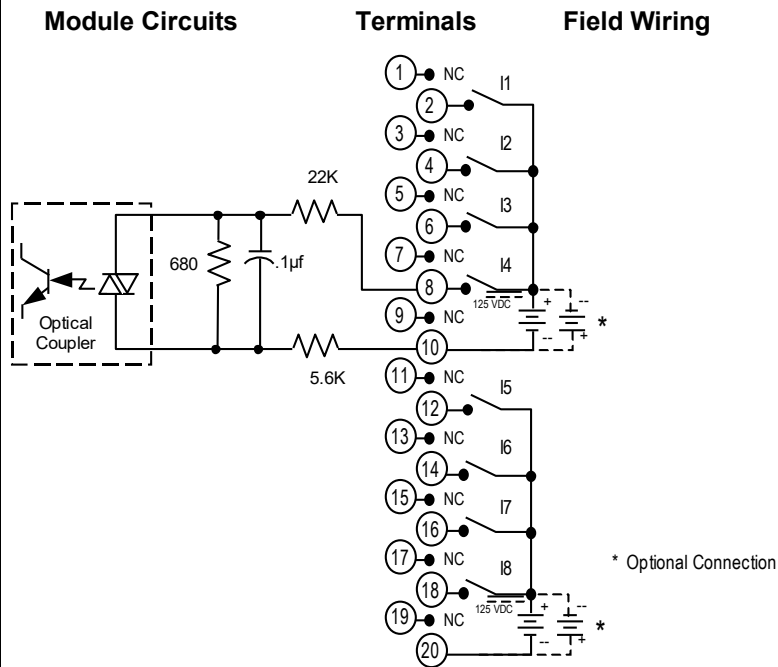 Module Circuits Terminals Field Wiring
1 NC
I1
2
3 NC
I2
4
22K
5 NC
I3
6
680 .1µf
7 NC
I4
8
125 VDC + --
9 NC
*
Optical
Coupler
-- +
10
5.6K
11 NC
I5
12
13 NC
I6
14
15 NC
I7
16
17 NC
* Optional Connection
I8
18
125 VDC + --
19 NC
*
-- +
20